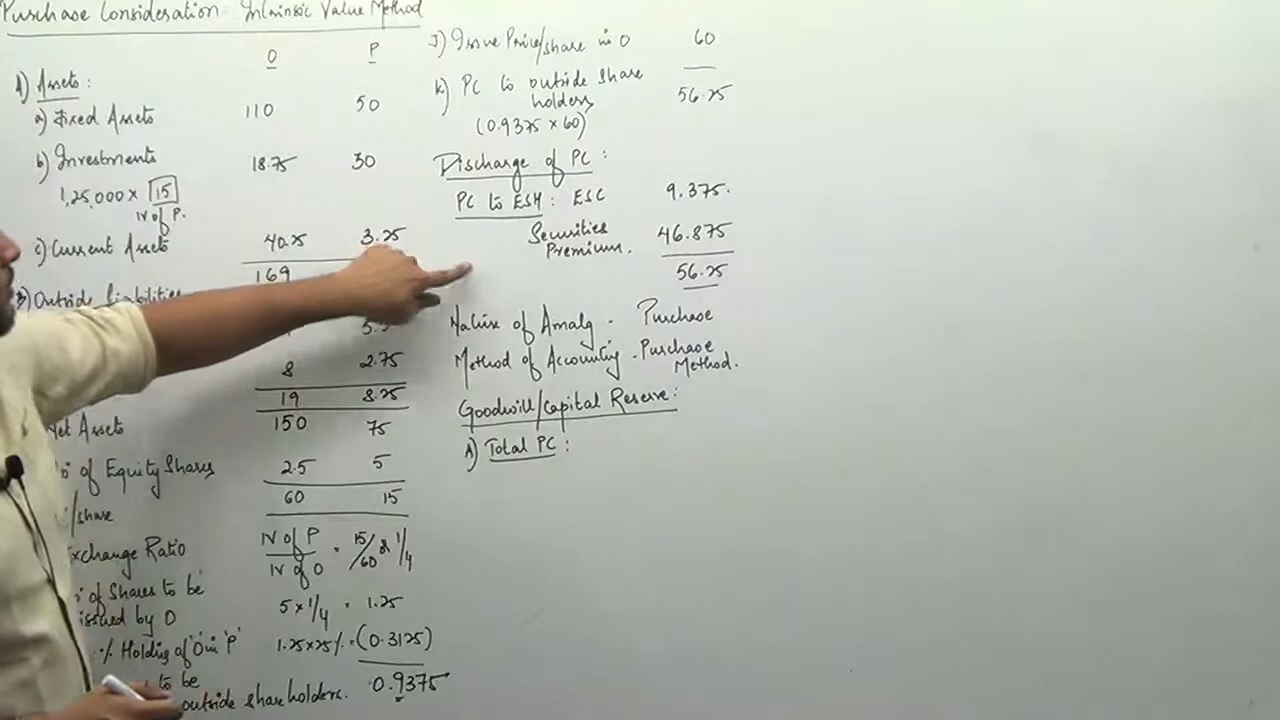 Purchase Consideration Intrinsic Value Method
O P
A) Assets:
a) Fixed Assets 110 50
b) Investments 18.75 30
1,25,000 × 15
IV of P.
c) Current Assets 40.25 3.25
169
B) Outside Liabilities
8 2.75
19 8.25
Net Assets 150 75
of Equity Shares 2.5 5
60 15
/share
Exchange Ratio IV of P / IV of O = 15/60 & 1/4
of Shares to be
issued by O 5 × 1/4 = 1.25
% Holding of 'O' in 'P' 1.25 × 25% = (0.3125)
to be
outside shareholders. 0.9375
J) Issue Price/share in O 60
K) PC to outside share
holders 56.25
(0.9375 × 60)
Discharge of PC:
PC to ESH: ESC 9.375.
Securities
Premium. 46.875
56.25
Nature of Amalg - Purchase
Method of Accounting - Purchase
Method.
Goodwill/Capital Reserve:
A) Total PC: